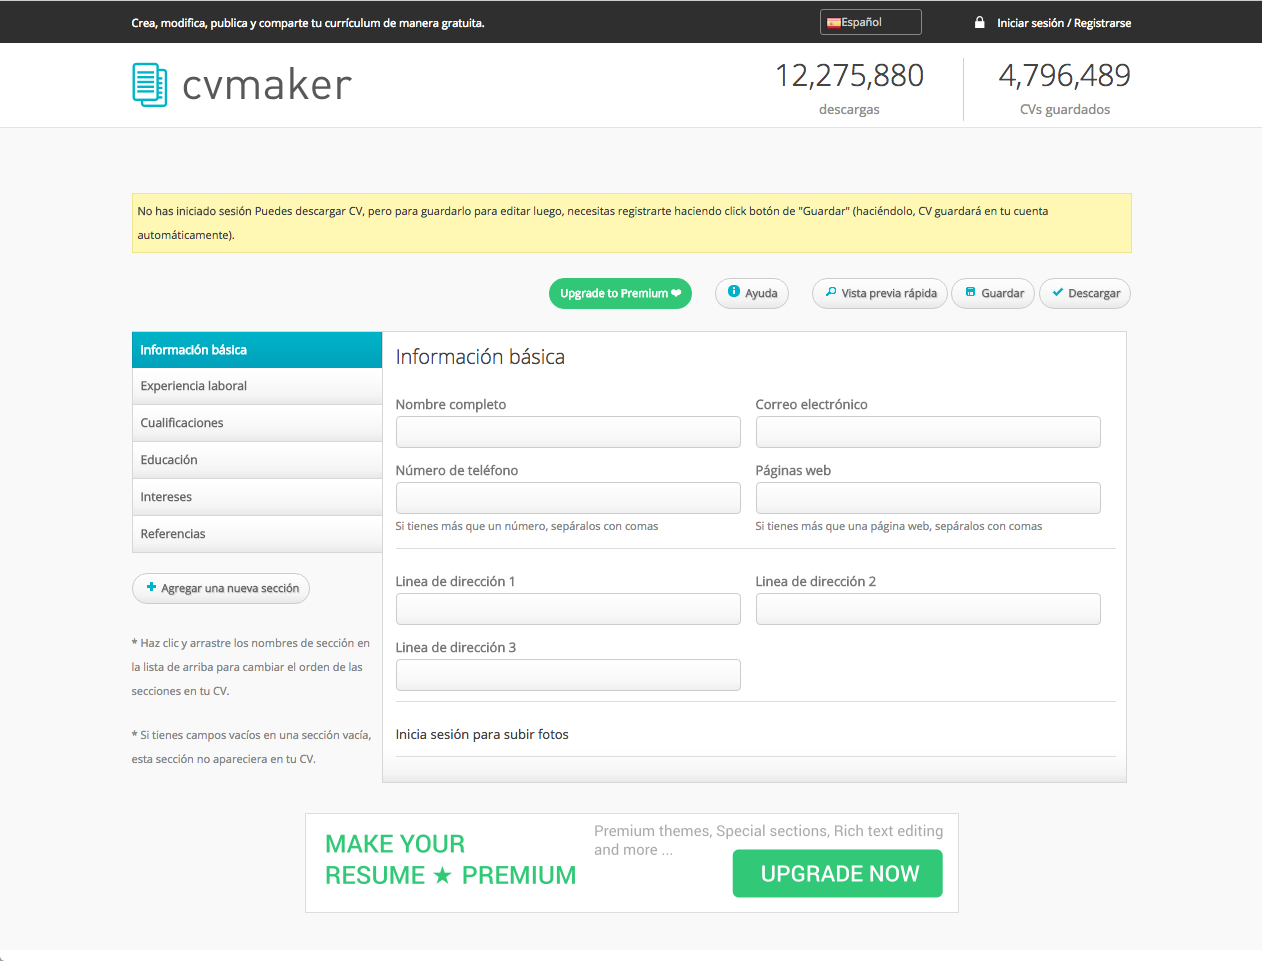 Crea, modifica, publica y comparte tu currículum de manera gratuita.
Español
Iniciar sesión / Registrarse
cvmaker
12,275,880
descargas
4,796,489
CVs guardados
No has iniciado sesión Puedes descargar CV, pero para guardarlo para editar luego, necesitas registrarte haciendo click botón de "Guardar" (haciéndolo, CV guardará en tu cuenta
automáticamente).
Upgrade to Premium ❤
Ayuda
Vista previa rápida
Guardar
Descargar
Información básica
Experiencia laboral
Cualificaciones
Educación
Intereses
Referencias
Agregar una nueva sección
* Haz clic y arrastre los nombres de sección en
la lista de arriba para cambiar el orden de las
secciones en tu CV.
* Si tienes campos vacíos en una sección vacía,
esta sección no apareciera en tu CV.
Información básica
Nombre completo
Correo electrónico
Número de teléfono
Páginas web
Si tienes más que un número, sepáralos con comas
Si tienes más que una página web, sepáralos con comas
Linea de dirección 1
Linea de dirección 2
Linea de dirección 3
Inicia sesión para subir fotos
MAKE YOUR
RESUME ★ PREMIUM
Premium themes, Special sections, Rich text editing
and more ...
UPGRADE NOW